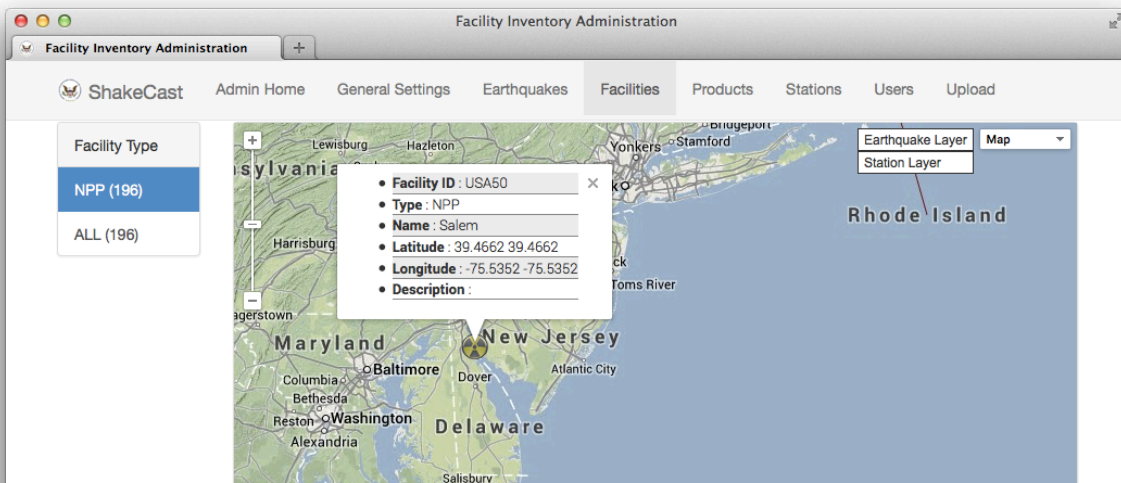 Facility Inventory Administration
Facility Inventory Administration
ShakeCast Admin Home General Settings Earthquakes Facilities Products Stations Users Upload
Facility Type
NPP (196)
ALL (196)
Lewisburg
Hazleton
Yonkers
Stamford
Bridgeport
Earthquake Layer
Map
Station Layer
sylvania
Facility ID : USA50
Type : NPP
Name : Salem
Latitude : 39.4662 39.4662
Longitude : -75.5352 -75.5352
Description :
Rhode Island
Harrisburg
Toms River
agerstown
Maryland
New Jersey
Baltimore
Dover
Atlantic City
Columbia
Bethesda
Reston
Washington
Delaware
Alexandria
Salisbury